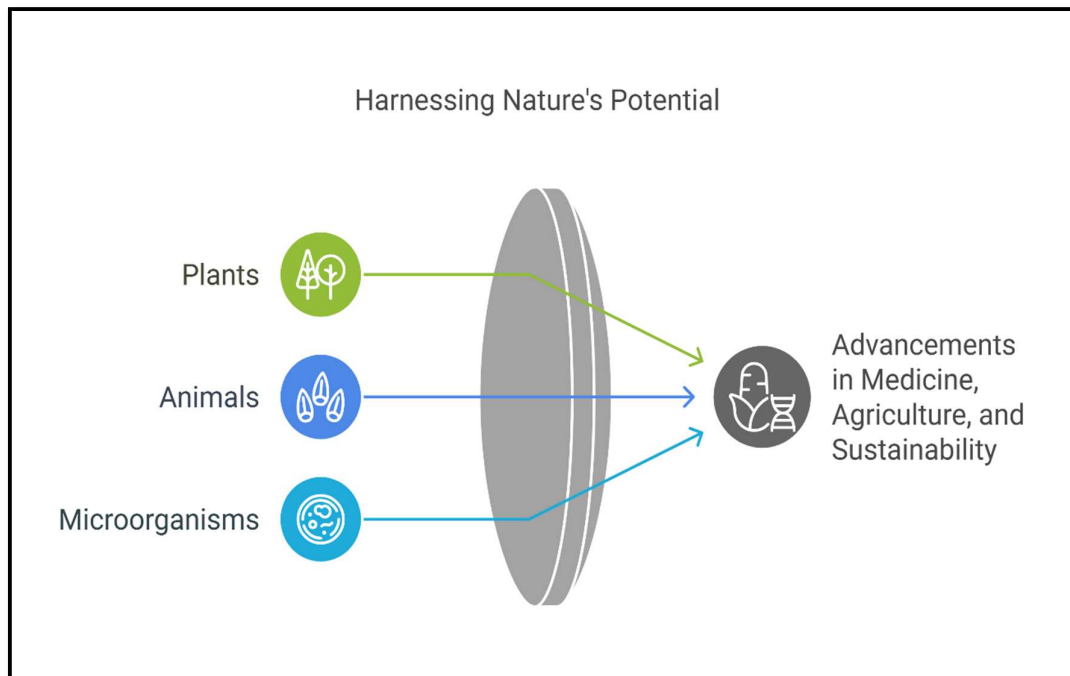 Harnessing Nature's Potential
Plants
Animals
Microorganisms
Advancements
in Medicine,
Agriculture, and
Sustainability